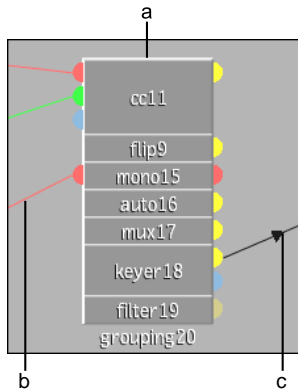 a
cc11
flip9
mono15
auto16
mux17
keyer18
filter19
grouping20
b
c